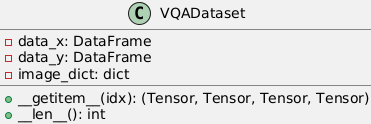 C VQADataset
data_x: DataFrame
data_y: DataFrame
image_dict: dict
__getitem__(idx): (Tensor, Tensor, Tensor, Tensor)
__len__(): int